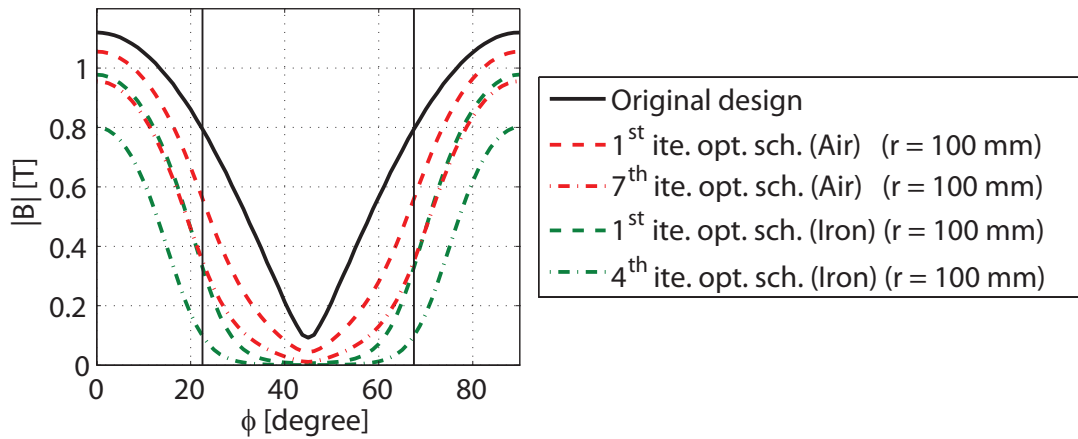 1
0.8
0.6
0.4
0.2
0
|B| [T]
0 20 40 60 80
ϕ [degree]
Original design
1st ite. opt. sch. (Air) (r = 100 mm)
7th ite. opt. sch. (Air) (r = 100 mm)
1st ite. opt. sch. (Iron) (r = 100 mm)
4th ite. opt. sch. (Iron) (r = 100 mm)